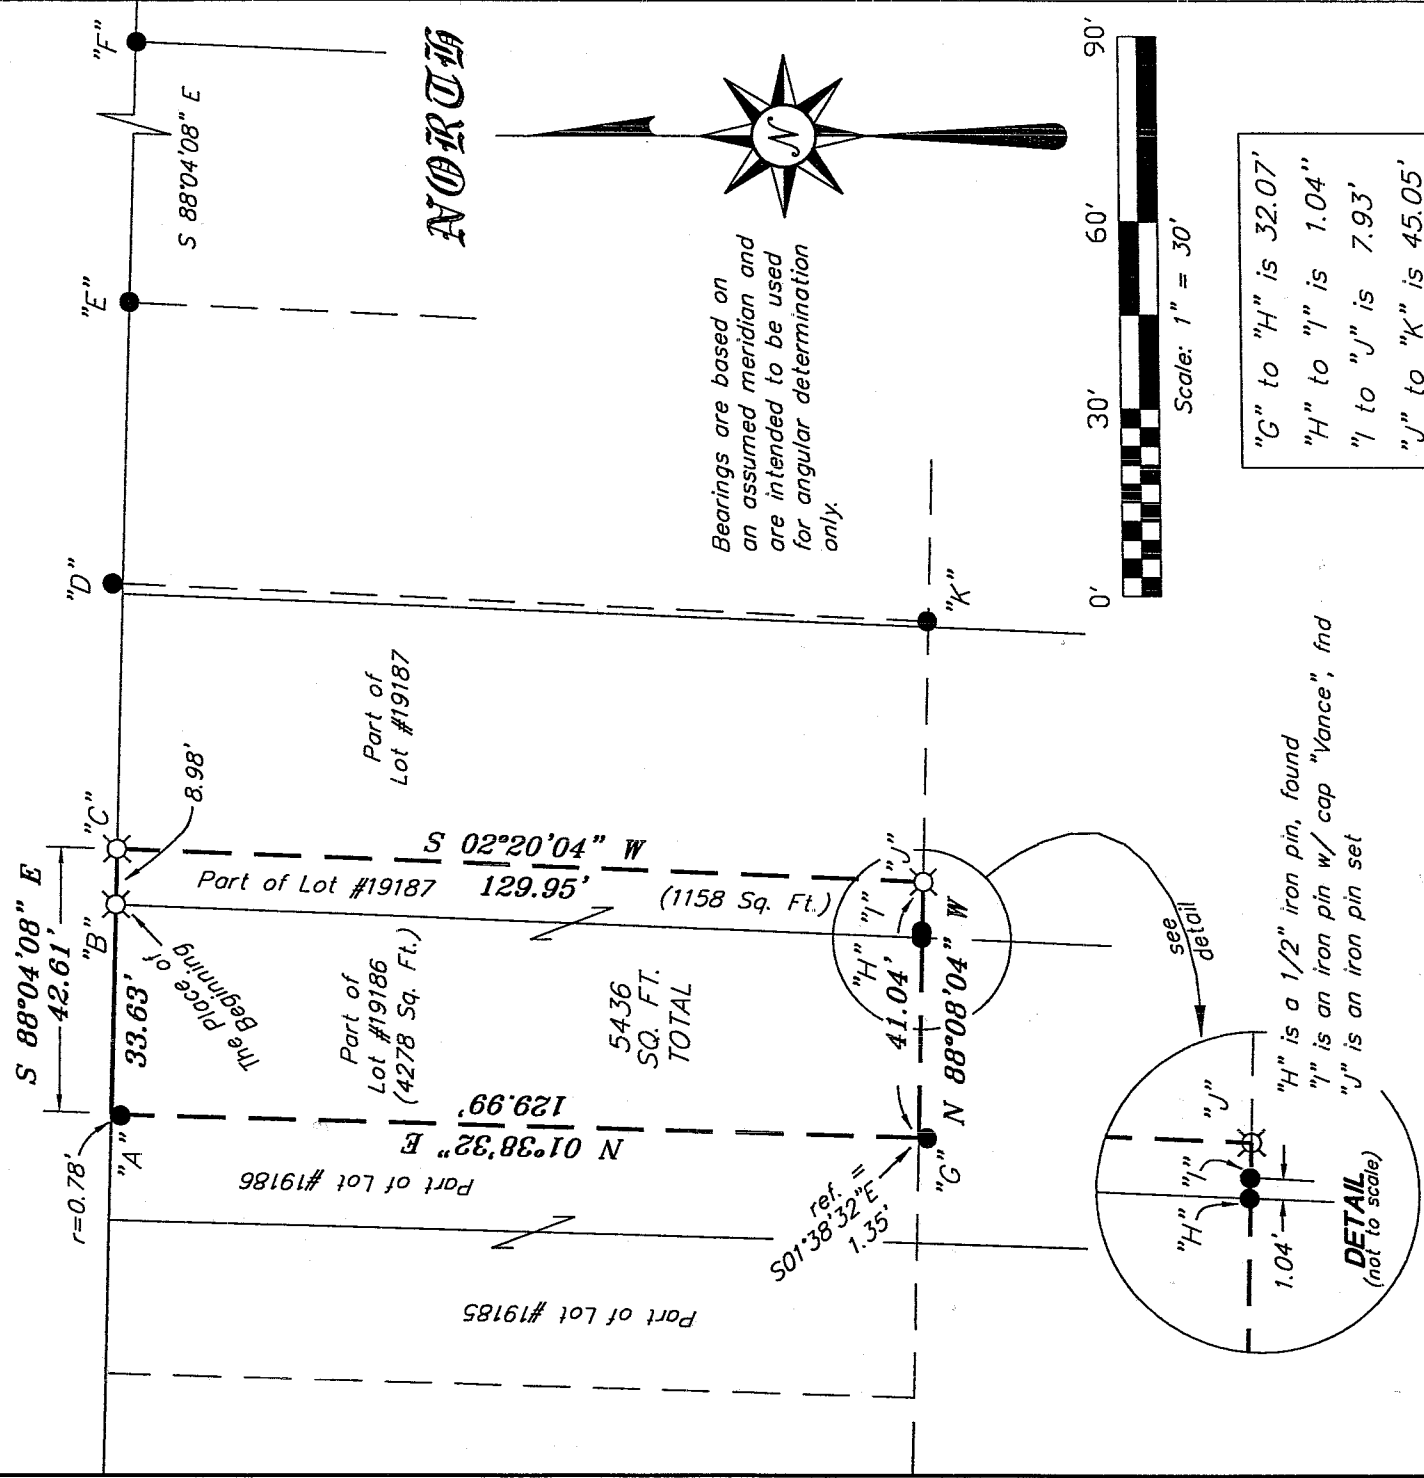 S 88°04'08" E
42.61'
"A"
"B"
"C"
"D"
"E"
"F"
S 88°04'08" E
r=0.78'
33.63'
8.98'
The Place of
Beginning
Part of
Lot #19187
S 02°20'04" W
129.95'
Part of Lot #19187
(1158 Sq. Ft.)
Part of
Lot #19186
(4278 Sq. Ft.)
5436
SQ. FT.
TOTAL
N 01°38'32" E
129.99'
Part of Lot #19186
Part of Lot #19185
ref. =
S01°38'32"E
1.35'
"G"
"H"
"I"
"J"
"K"
41.04'
N 88°08'04" W
see
detail
NORTH
N
Bearings are based on
an assumed meridian and
are intended to be used
for angular determination
only.
0'
30'
60'
90'
Scale: 1" = 30'
"G" to "H" is 32.07'
"H" to "I" is 1.04"
"I to "J" is 7.93'
"J" to "K" is 45.05'
"H"
"I"
"J"
1.04'
DETAIL
(not to scale)
"H" is a 1/2" iron pin, found
"I" is an iron pin w/ cap "Vance", fnd
"J" is an iron pin set